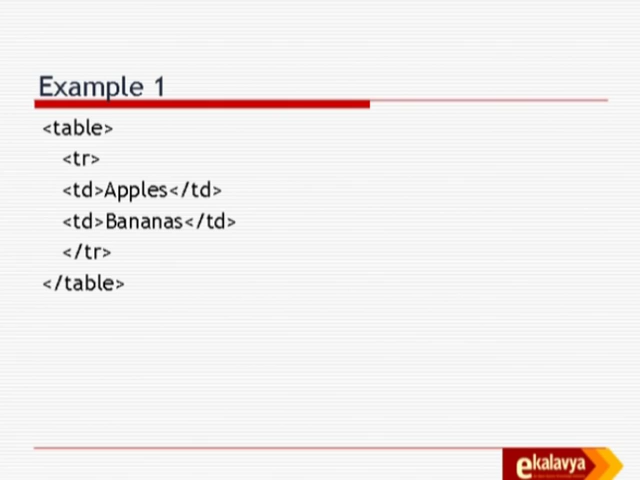 Example 1
<table>
<tr>
<td>Apples</td>
<td>Bananas</td>
</tr>
</table>
ekalavya